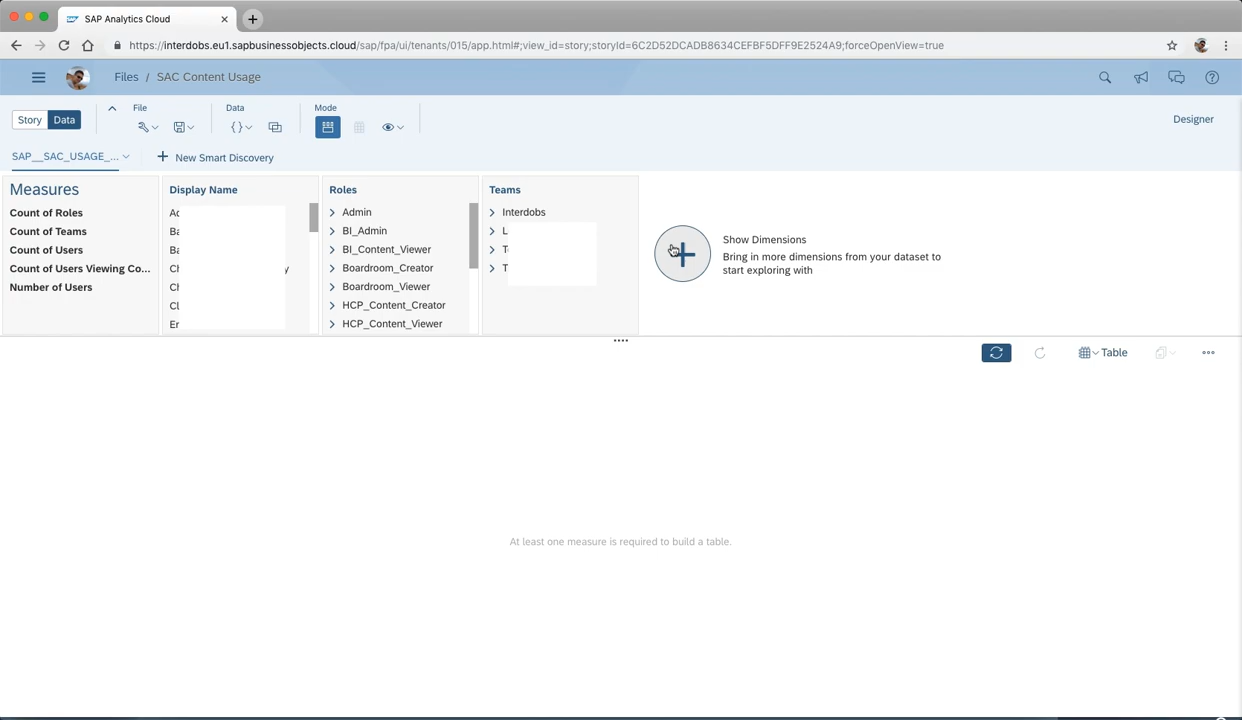 SAP Analytics Cloud
https://interdobs.eu1.sapbusinessobjects.cloud/sap/fpa/ui/tenants/015/app.html#;view_id=story;storyId=6C2D52DCADB8634CEFBF5DFF9E2524A9;forceOpenView=true
Files / SAC Content Usage
Story Data
File
Data
Mode
Designer
SAP__SAC_USAGE_...
New Smart Discovery
Measures
Count of Roles
Count of Teams
Count of Users
Count of Users Viewing Co...
Number of Users
Display Name
Roles
Admin
BI_Admin
BI_Content_Viewer
Boardroom_Creator
Boardroom_Viewer
HCP_Content_Creator
HCP_Content_Viewer
Teams
Interdobs
Show Dimensions
Bring in more dimensions from your dataset to
start exploring with
Table
At least one measure is required to build a table.